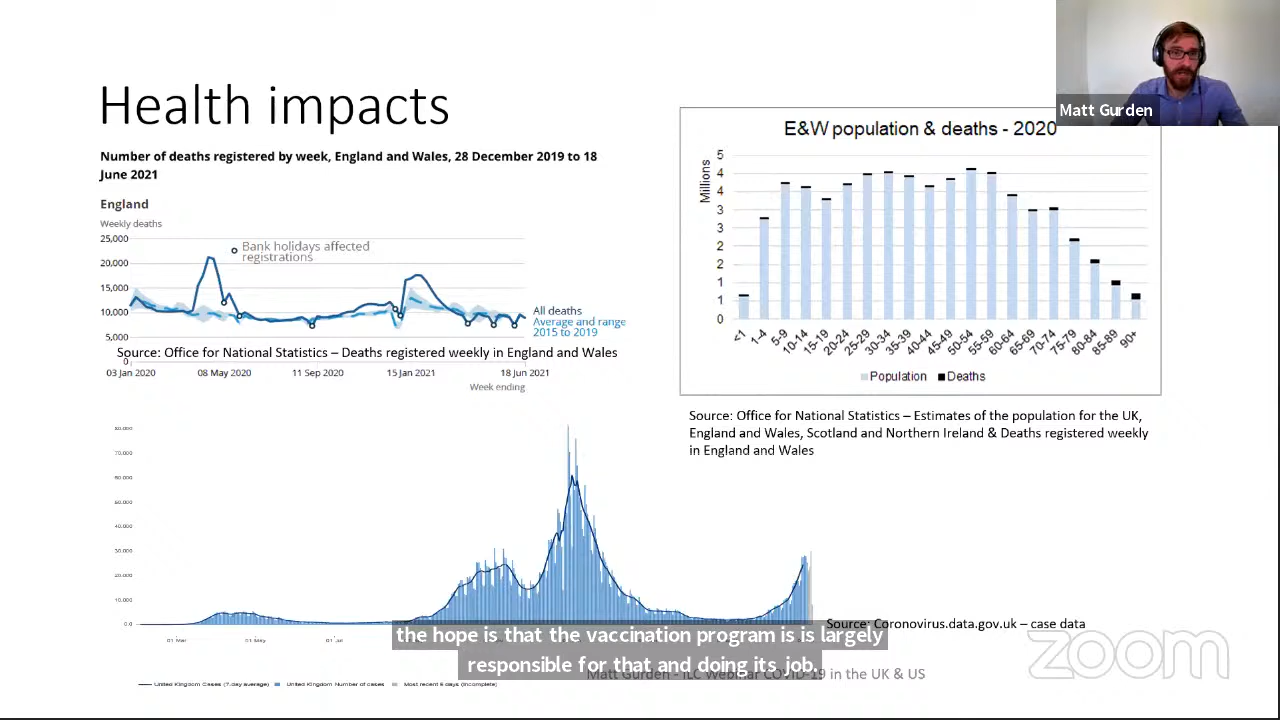 Health impacts
Number of deaths registered by week, England and Wales, 28 December 2019 to 18
June 2021
England
Weekly deaths
25,000
Bank holidays affected
registrations
20,000
15,000
10,000
5,000
0
All deaths
Average and range
2015 to 2019
Source: Office for National Statistics – Deaths registered weekly in England and Wales
03 Jan 2020 08 May 2020 11 Sep 2020 15 Jan 2021 18 Jun 2021
Week ending
Matt Gurden
E&W population & deaths - 2020
Millions
5
4
4
3
3
2
2
1
1
0
<1 1-4 5-9 10-14 15-19 20-24 25-29 30-34 35-39 40-44 45-49 50-54 55-59 60-64 65-69 70-74 75-79 80-84 85-89 90+
Population Deaths
Source: Office for National Statistics – Estimates of the population for the UK,
England and Wales, Scotland and Northern Ireland & Deaths registered weekly
in England and Wales
80,000
70,000
60,000
50,000
40,000
30,000
20,000
10,000
0.0
01 Mar 01 May 01 Jul
Source: Coronovirus.data.gov.uk – case data
the hope is that the vaccination program is is largely
responsible for that and doing its job.
Matt Gurden - ILC Webinar COVID-19 in the UK & US
United Kingdom Cases (7-day average) United Kingdom Number of cases Most recent 5 days (incomplete)
zoom